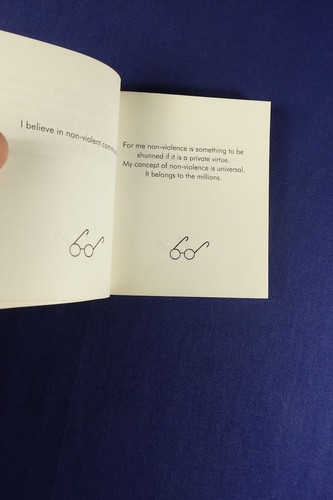 I believe in non-violent
For me non-violence is something to be
shunned if it is a private virtue.
My concept of non-violence is universal.
It belongs to the millions.